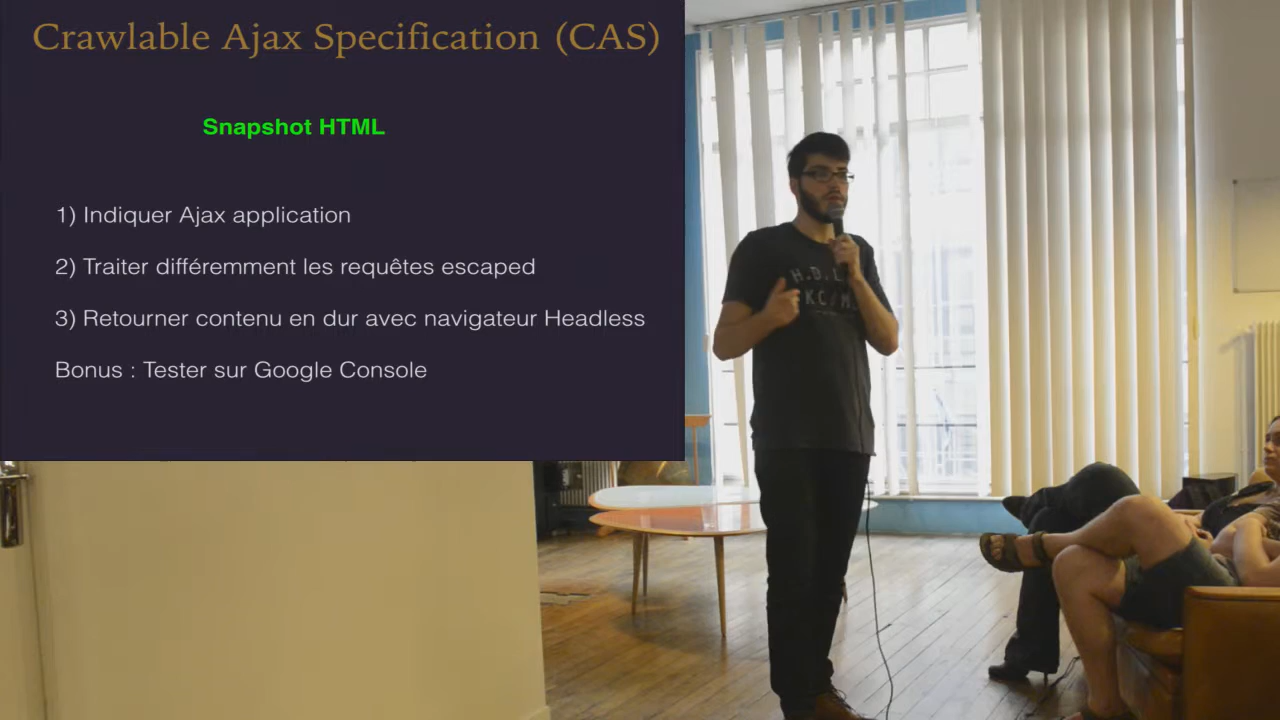 Crawlable Ajax Specification (CAS)
Snapshot HTML
1) Indiquer Ajax application
2) Traiter différemment les requêtes escaped
3) Retourner contenu en dur avec navigateur Headless
Bonus : Tester sur Google Console